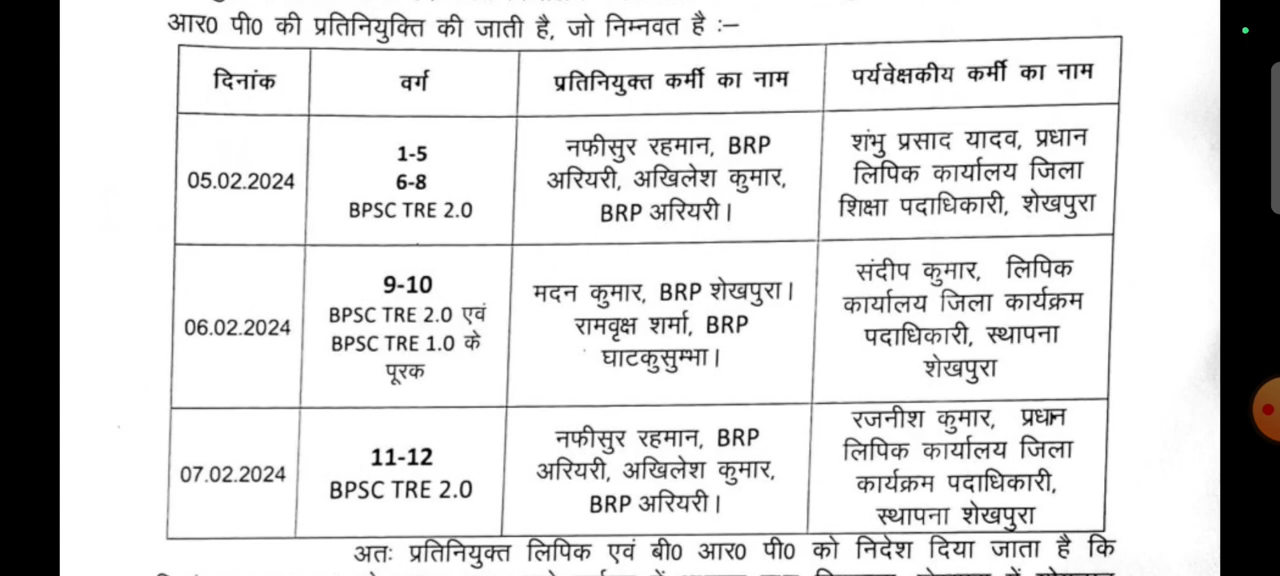 आर0 पी0 की प्रतिनियुक्ति की जाती है, जो निम्नवत है :–
दिनांक
वर्ग
प्रतिनियुक्त कर्मी का नाम
पर्यवेक्षकीय कर्मी का नाम
05.02.2024
1-5
6-8
BPSC TRE 2.0
नफीसुर रहमान, BRP
अरियरी, अखिलेश कुमार,
BRP अरियरी।
शंभु प्रसाद यादव, प्रधान
लिपिक कार्यालय जिला
शिक्षा पदाधिकारी, शेखपुरा
06.02.2024
9-10
BPSC TRE 2.0 एवं
BPSC TRE 1.0 के
पूरक
मदन कुमार, BRP शेखपुरा।
रामवृक्ष शर्मा, BRP
घाटकुसुम्भा।
संदीप कुमार, लिपिक
कार्यालय जिला कार्यक्रम
पदाधिकारी, स्थापना
शेखपुरा
07.02.2024
11-12
BPSC TRE 2.0
नफीसुर रहमान, BRP
अरियरी, अखिलेश कुमार,
BRP अरियरी।
रजनीश कुमार, प्रधान
लिपिक कार्यालय जिला
कार्यक्रम पदाधिकारी,
स्थापना शेखपुरा
अतः प्रतिनियुक्त लिपिक एवं बी0 आर0 पी0 को निदेश दिया जाता है कि